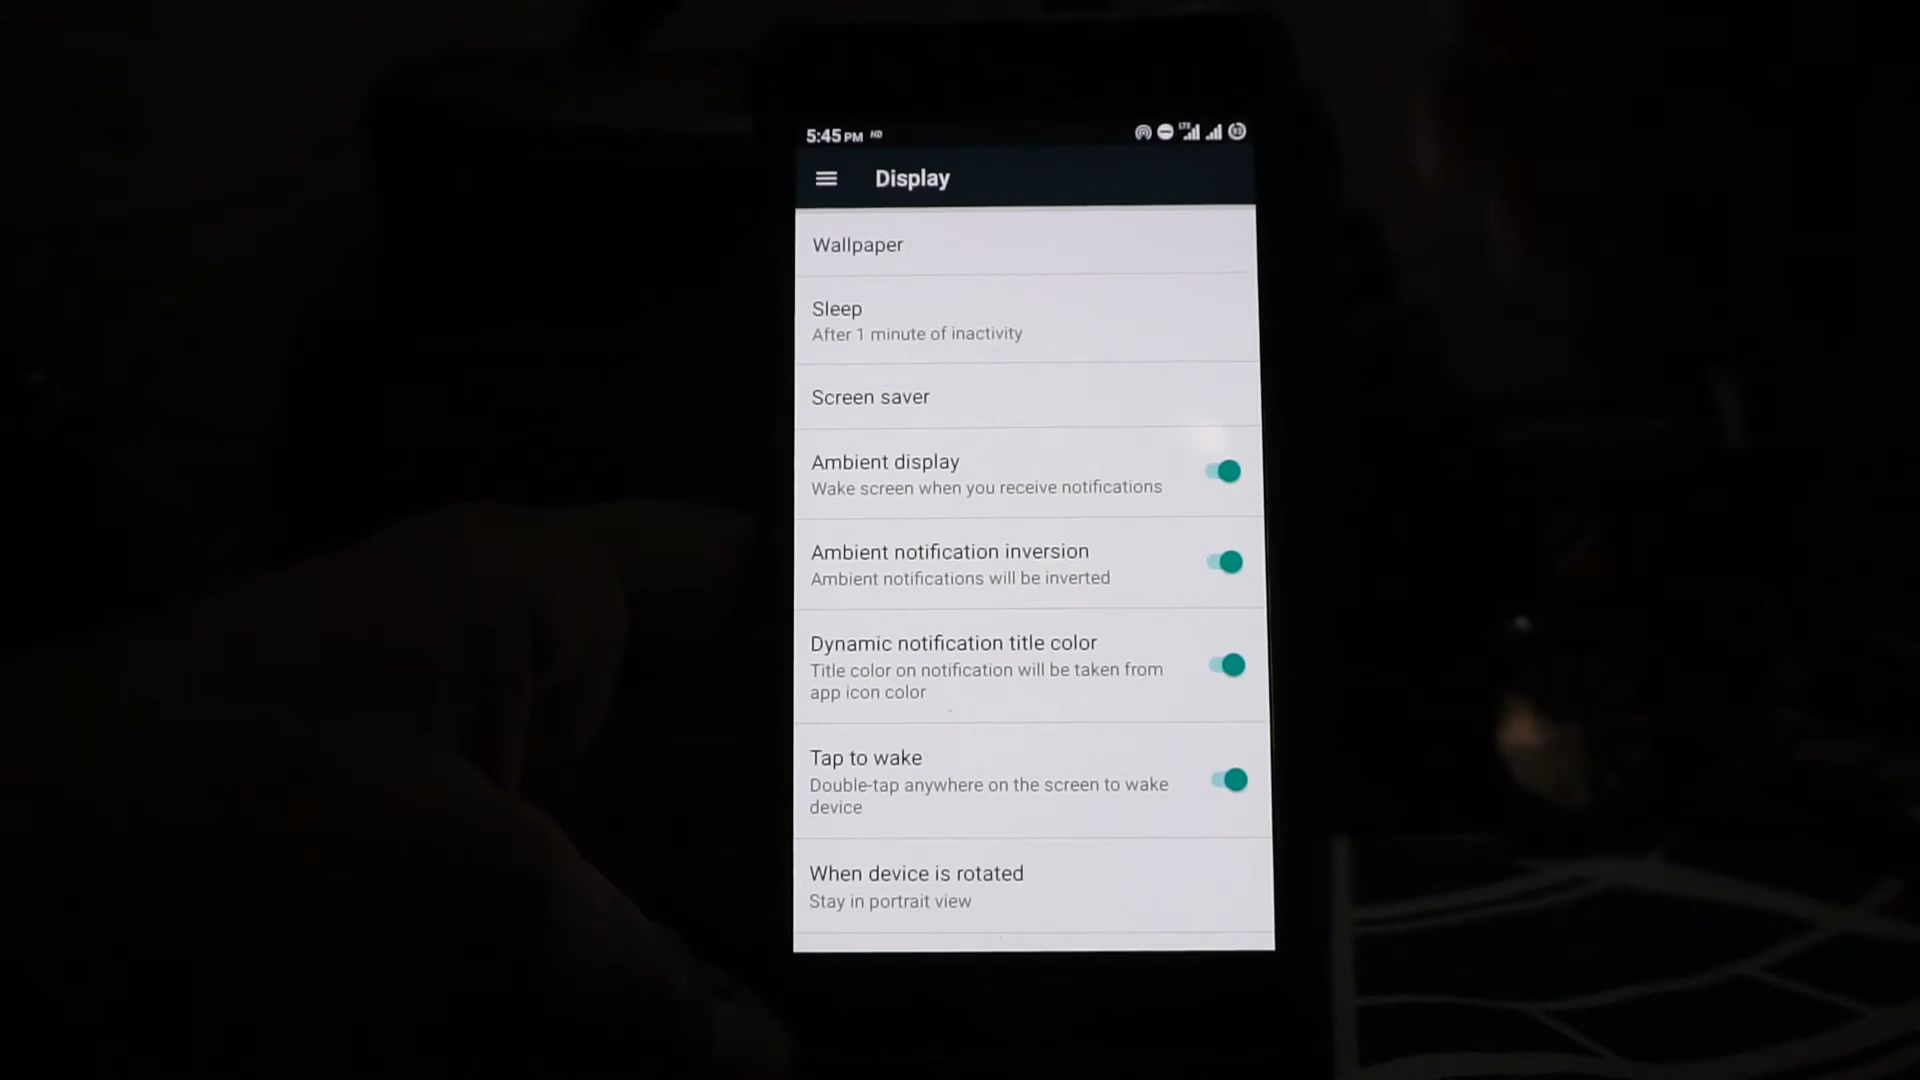 5:45 PM HD LTE 93
Display
Wallpaper
Sleep
After 1 minute of inactivity
Screen saver
Ambient display
Wake screen when you receive notifications
Ambient notification inversion
Ambient notifications will be inverted
Dynamic notification title color
Title color on notification will be taken from
app icon color
Tap to wake
Double-tap anywhere on the screen to wake
device
When device is rotated
Stay in portrait view